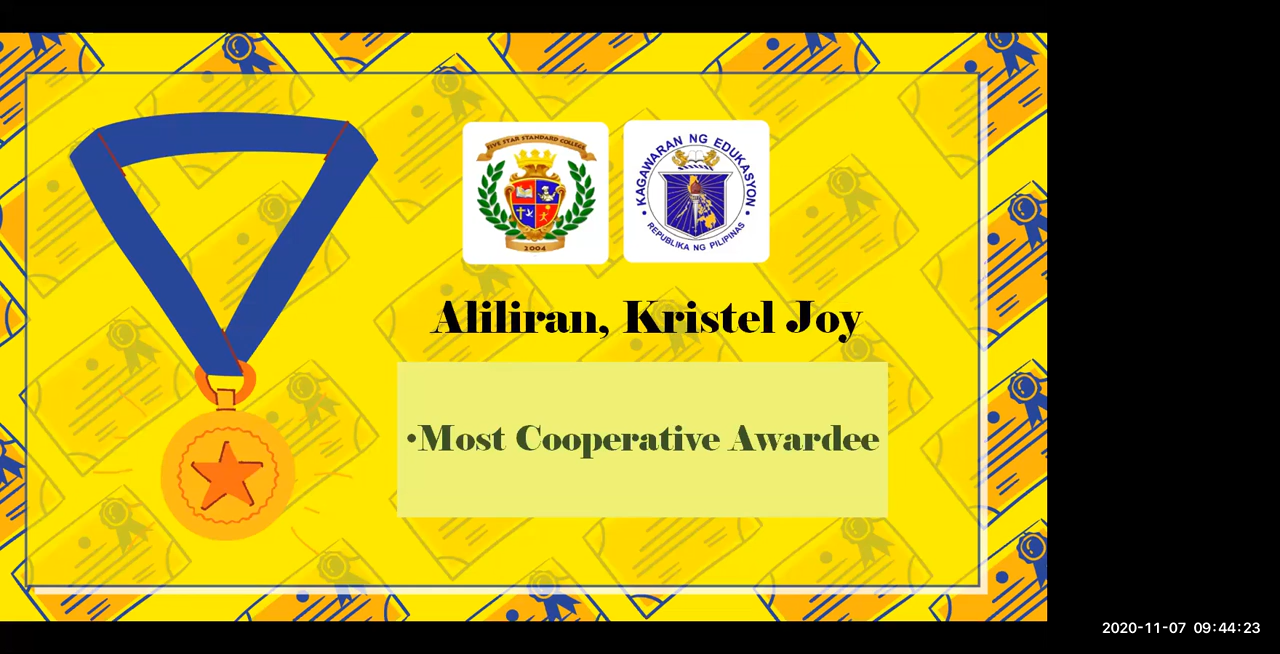 FIVE STAR STANDARD COLLEGE
2004
KAGAWARAN NG EDUKASYON
REPUBLIKA NG PILIPINAS
Aliliran, Kristel Joy
•Most Cooperative Awardee
2020-11-07 09:44:23